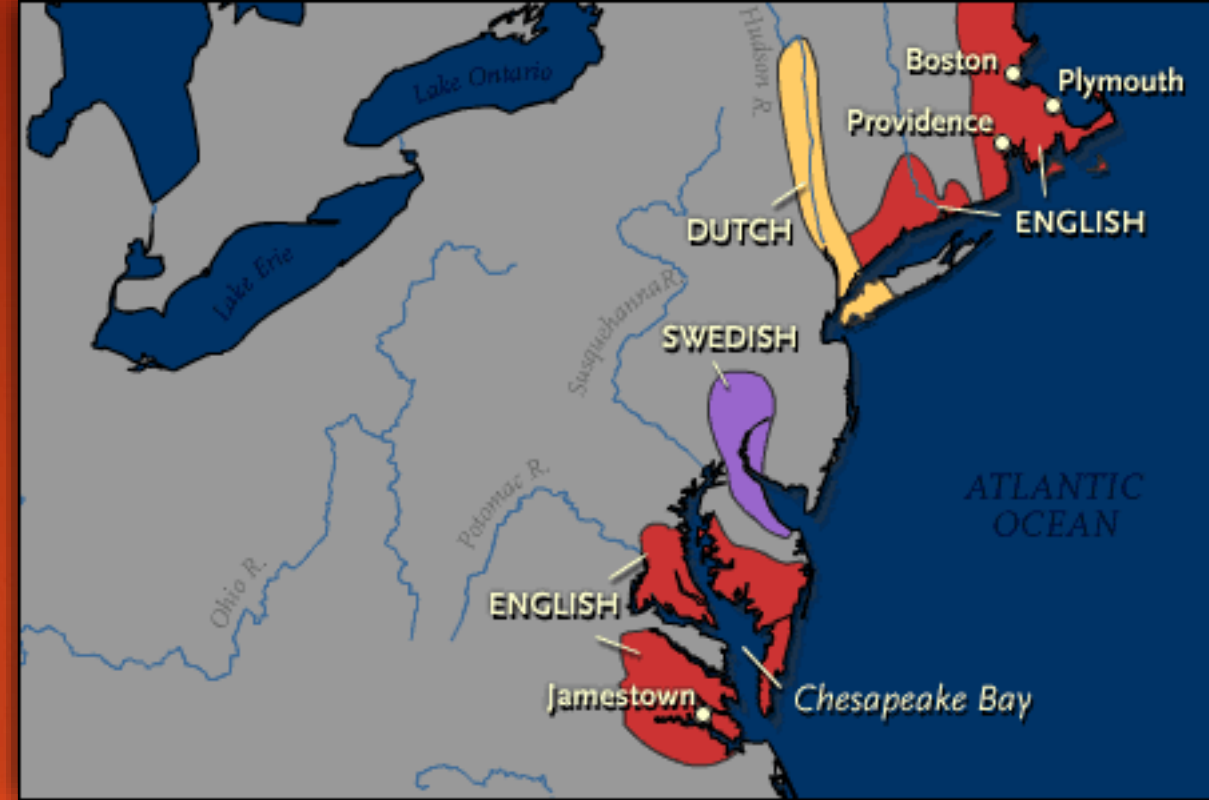 Hudson R.
Boston
Plymouth
Lake Ontario
Providence
DUTCH
ENGLISH
Lake Erie
Susquehanna R.
SWEDISH
Potomac R.
ATLANTIC
OCEAN
Ohio R.
ENGLISH
Jamestown
Chesapeake Bay